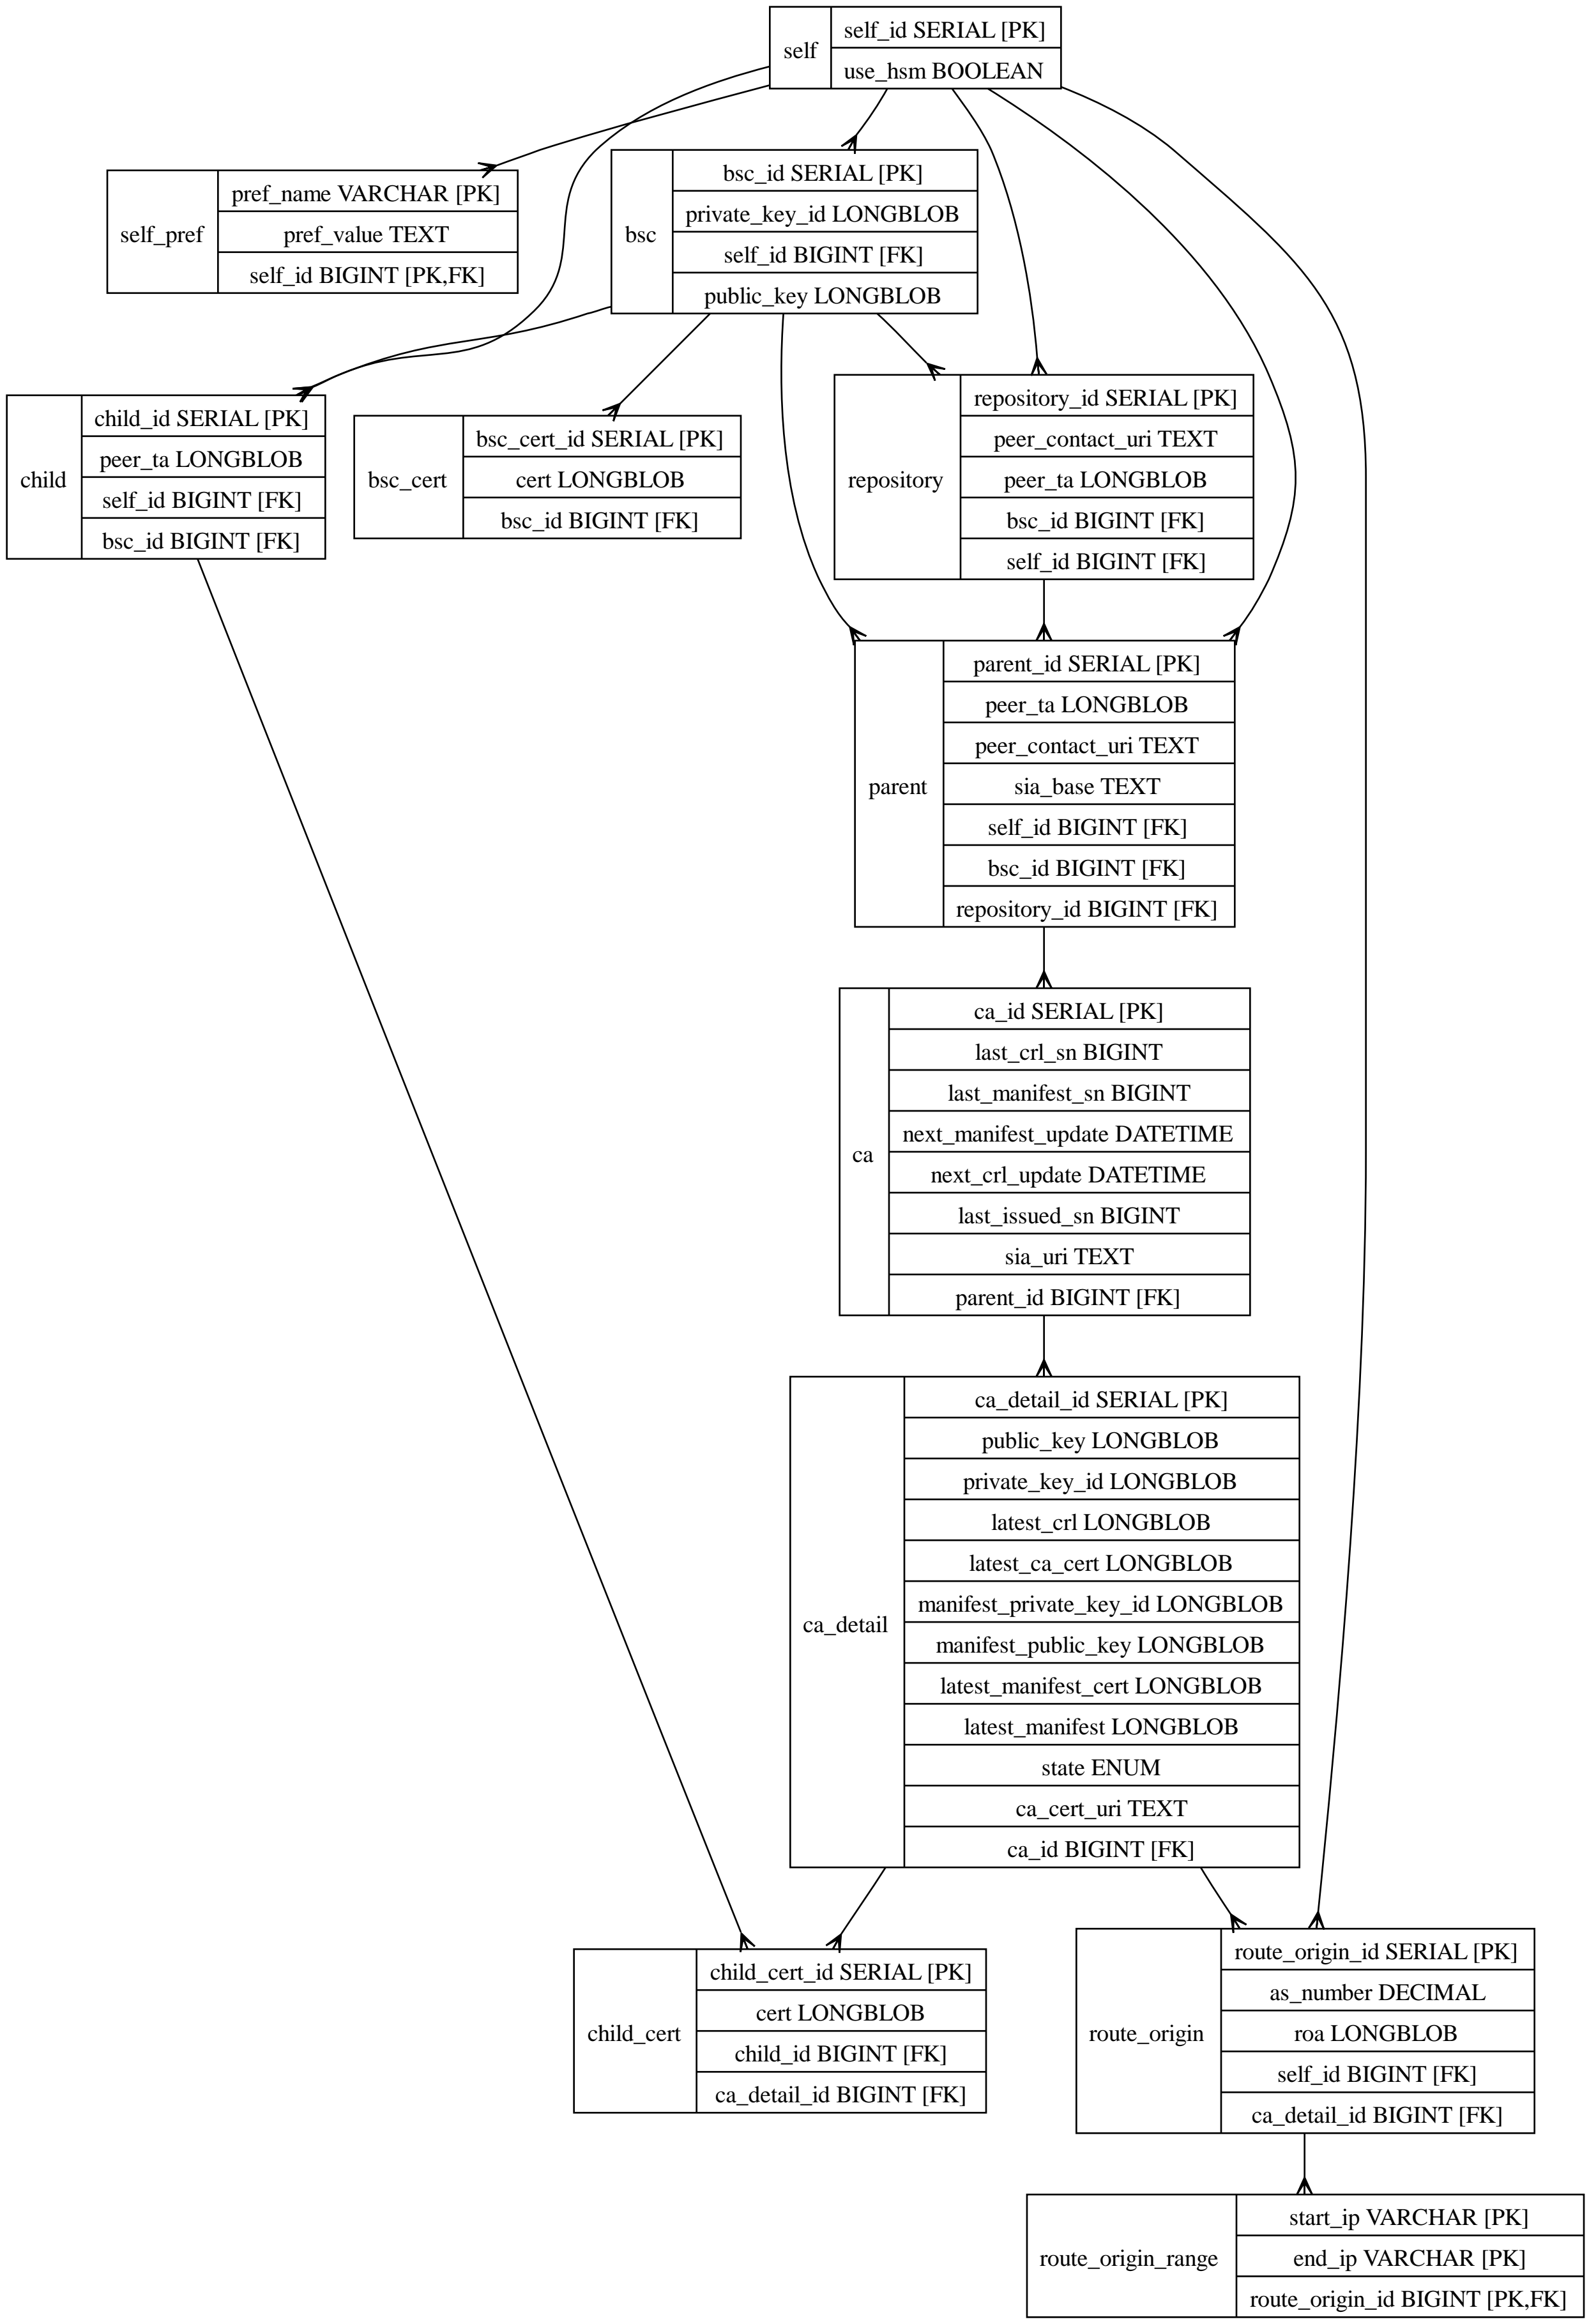 self
self_id SERIAL [PK]
use_hsm BOOLEAN
self_pref
pref_name VARCHAR [PK]
pref_value TEXT
self_id BIGINT [PK,FK]
bsc
bsc_id SERIAL [PK]
private_key_id LONGBLOB
self_id BIGINT [FK]
public_key LONGBLOB
child
child_id SERIAL [PK]
peer_ta LONGBLOB
self_id BIGINT [FK]
bsc_id BIGINT [FK]
bsc_cert
bsc_cert_id SERIAL [PK]
cert LONGBLOB
bsc_id BIGINT [FK]
repository
repository_id SERIAL [PK]
peer_contact_uri TEXT
peer_ta LONGBLOB
bsc_id BIGINT [FK]
self_id BIGINT [FK]
parent
parent_id SERIAL [PK]
peer_ta LONGBLOB
peer_contact_uri TEXT
sia_base TEXT
self_id BIGINT [FK]
bsc_id BIGINT [FK]
repository_id BIGINT [FK]
ca
ca_id SERIAL [PK]
last_crl_sn BIGINT
last_manifest_sn BIGINT
next_manifest_update DATETIME
next_crl_update DATETIME
last_issued_sn BIGINT
sia_uri TEXT
parent_id BIGINT [FK]
ca_detail
ca_detail_id SERIAL [PK]
public_key LONGBLOB
private_key_id LONGBLOB
latest_crl LONGBLOB
latest_ca_cert LONGBLOB
manifest_private_key_id LONGBLOB
manifest_public_key LONGBLOB
latest_manifest_cert LONGBLOB
latest_manifest LONGBLOB
state ENUM
ca_cert_uri TEXT
ca_id BIGINT [FK]
child_cert
child_cert_id SERIAL [PK]
cert LONGBLOB
child_id BIGINT [FK]
ca_detail_id BIGINT [FK]
route_origin
route_origin_id SERIAL [PK]
as_number DECIMAL
roa LONGBLOB
self_id BIGINT [FK]
ca_detail_id BIGINT [FK]
route_origin_range
start_ip VARCHAR [PK]
end_ip VARCHAR [PK]
route_origin_id BIGINT [PK,FK]